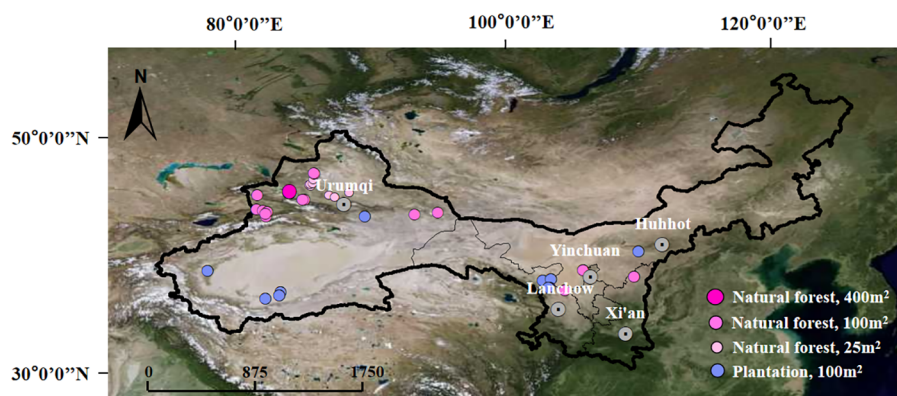 80°0'0''E 100°0'0''E 120°0'0''E
N
50°0'0''N
Urumqi
Huhhot
Yinchuan
Lanchow
Natural forest, 400m²
Xi'an
Natural forest, 100m²
Natural forest, 25m²
30°0'0''N
0 875 1750
Plantation, 100m²